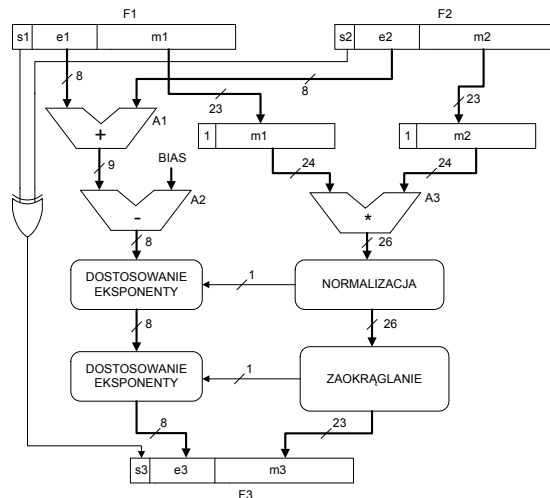 F1
F2
s1 e1 m1
s2 e2 m2
8
23
8
23
A1
+
1 m1
1 m2
9
BIAS
24
24
A2
-
A3
*
8
26
DOSTOSOWANIE
EKSPONENTY
1
NORMALIZACJA
8
26
DOSTOSOWANIE
EKSPONENTY
1
ZAOKRĄGLANIE
8
23
s3 e3 m3
F3